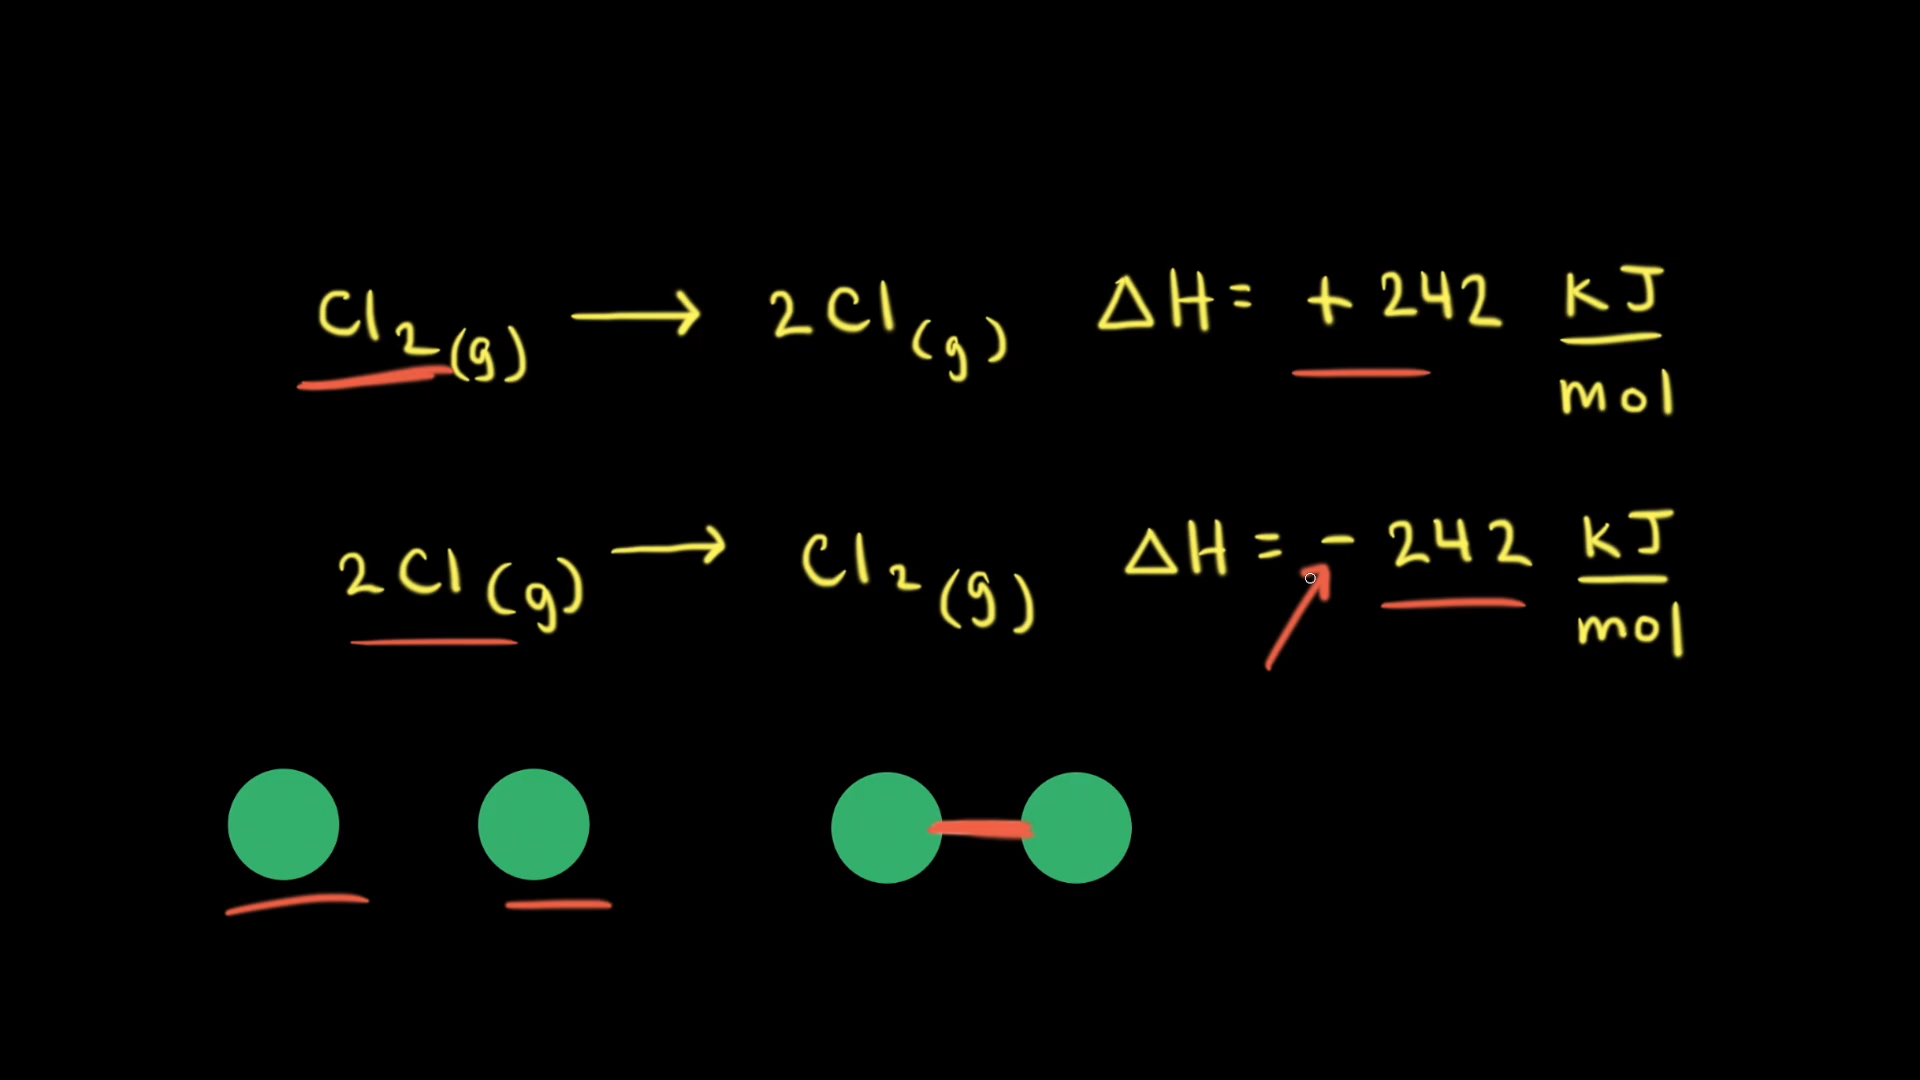 Cl₂(g) → 2Cl(g) ΔH = + 242 kJ/mol
2Cl(g) → Cl₂(g) ΔH = - 242 kJ/mol